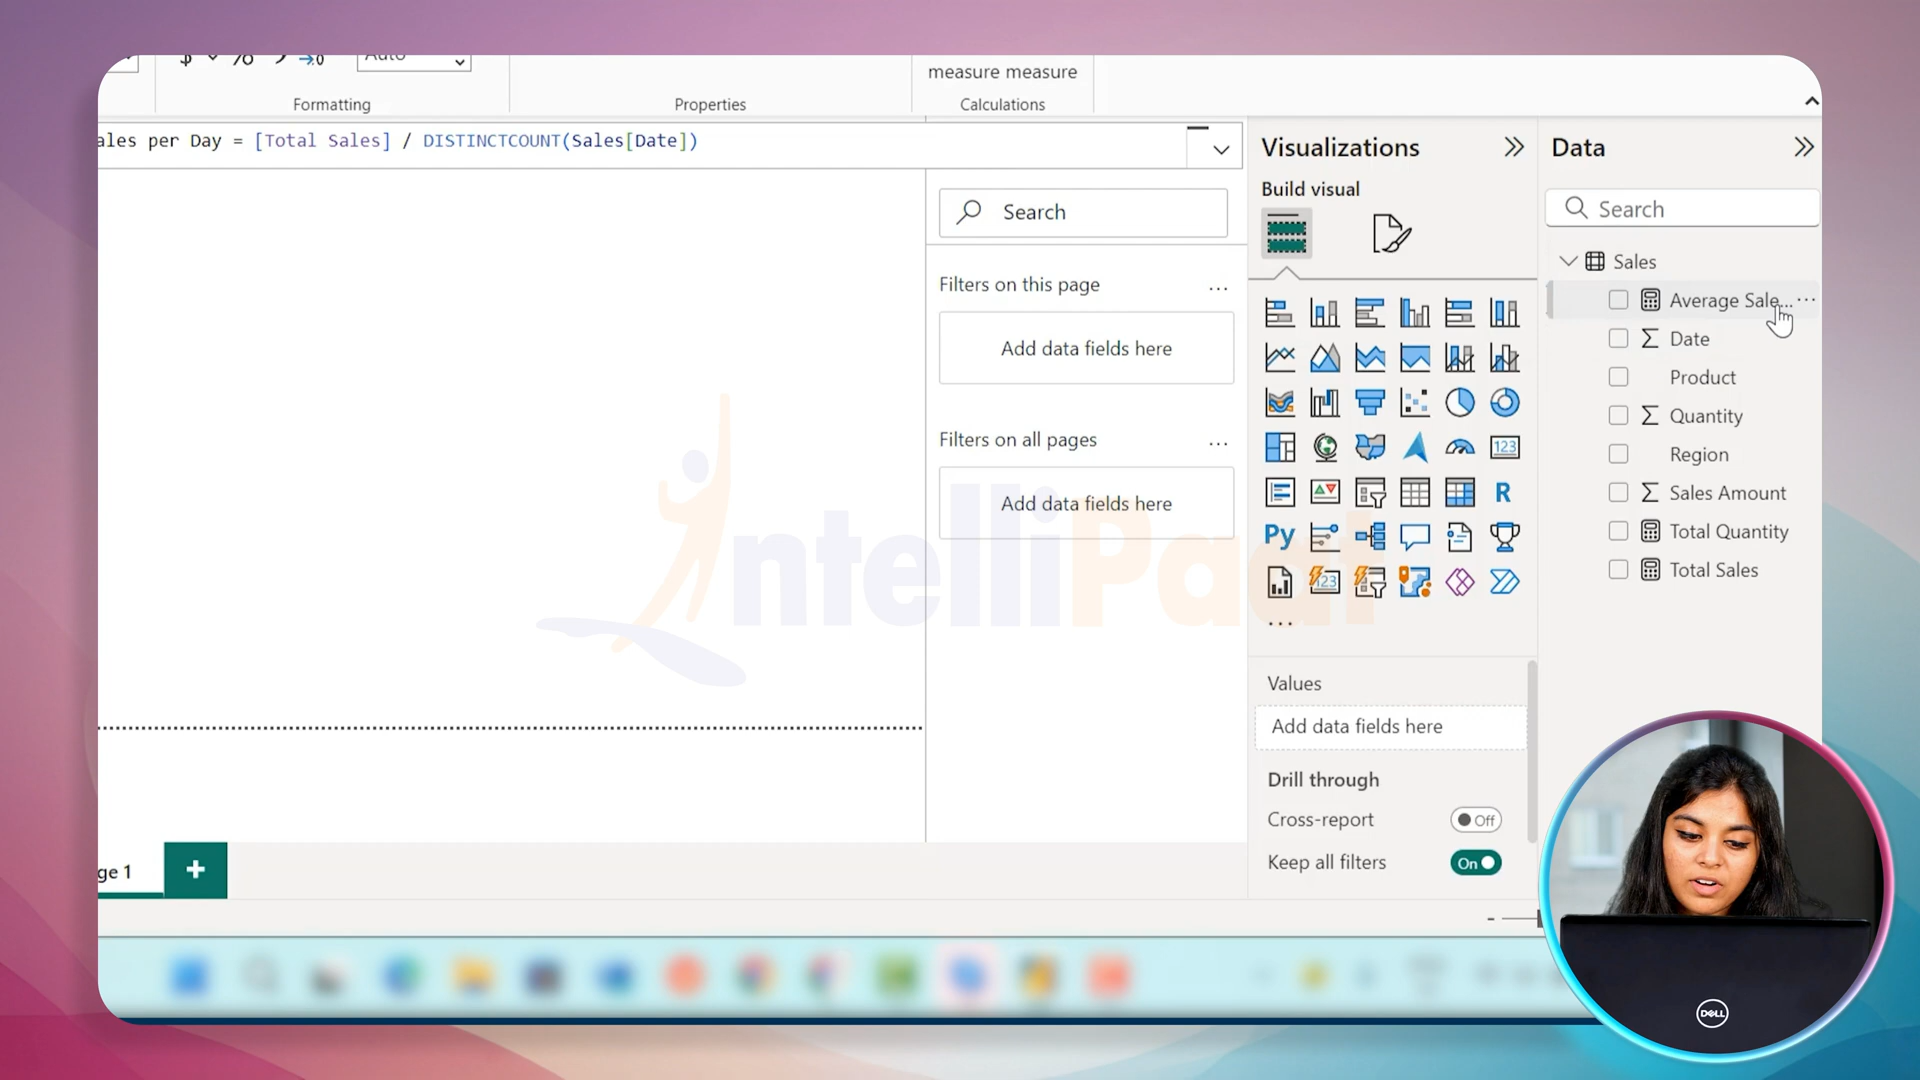 $ %
Auto
measure measure
Formatting
Properties
Calculations
ales per Day = [Total Sales] / DISTINCTCOUNT(Sales[Date])
Search
Filters on this page
...
Add data fields here
Filters on all pages
...
Add data fields here
Visualizations
Build visual
123
R
Py
123
...
Values
Add data fields here
Drill through
Cross-report
Off
Keep all filters
On
Data
Search
Sales
Average Sale... ...
Σ Date
Product
Σ Quantity
Region
Σ Sales Amount
Total Quantity
Total Sales
ge 1
+
IntelliPaat
DELL